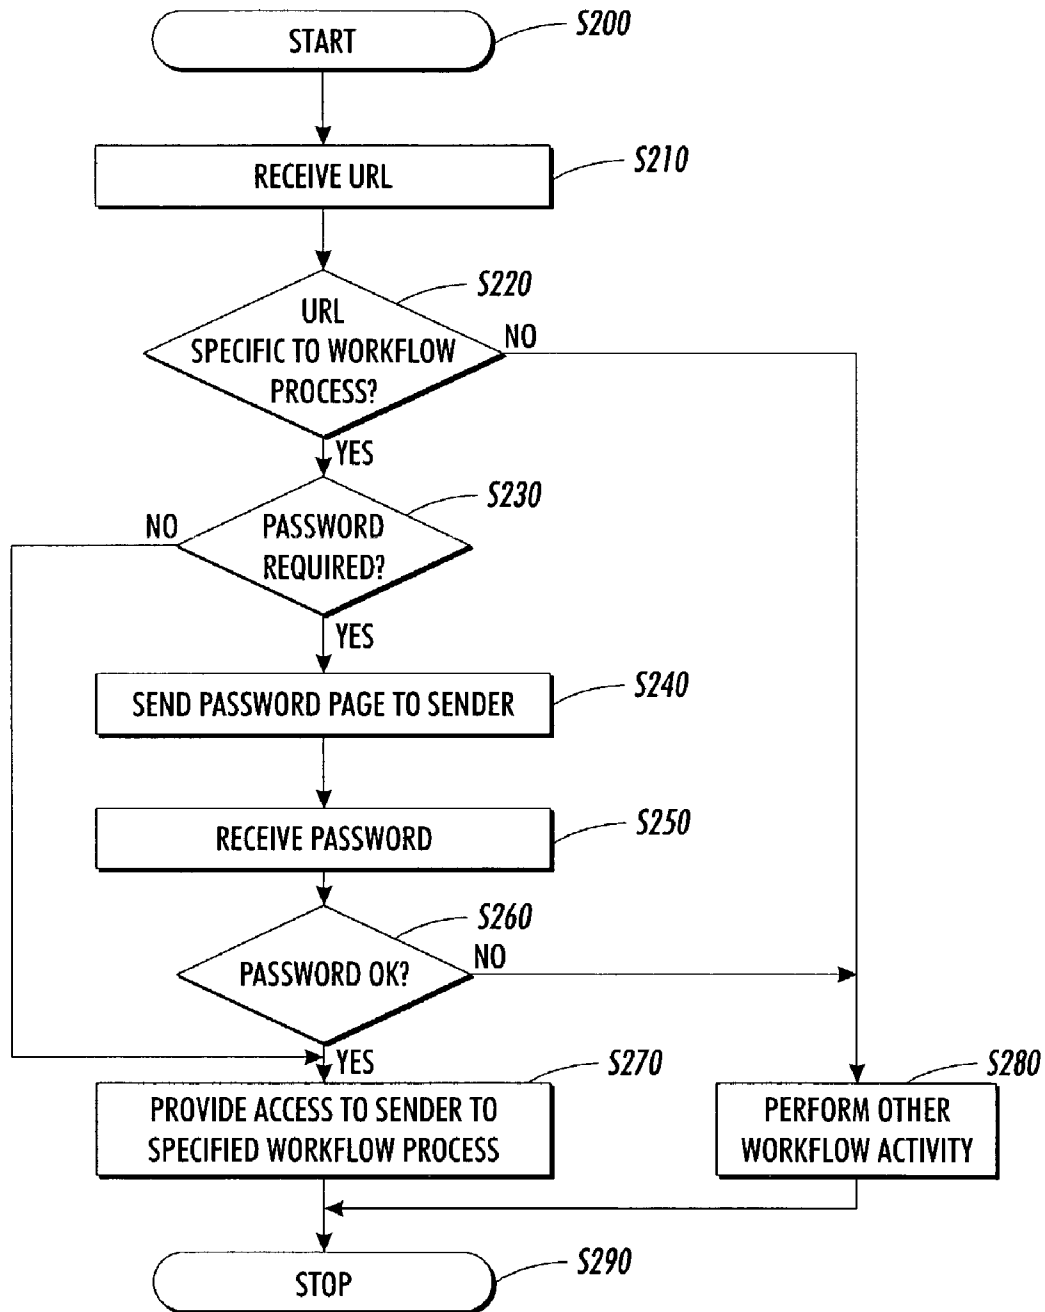 START
S200
RECEIVE URL
S210
URL
SPECIFIC TO WORKFLOW
PROCESS?
S220
NO
YES
PASSWORD
REQUIRED?
S230
NO
YES
SEND PASSWORD PAGE TO SENDER
S240
RECEIVE PASSWORD
S250
PASSWORD OK?
S260
NO
YES
PROVIDE ACCESS TO SENDER TO
SPECIFIED WORKFLOW PROCESS
S270
PERFORM OTHER
WORKFLOW ACTIVITY
S280
STOP
S290